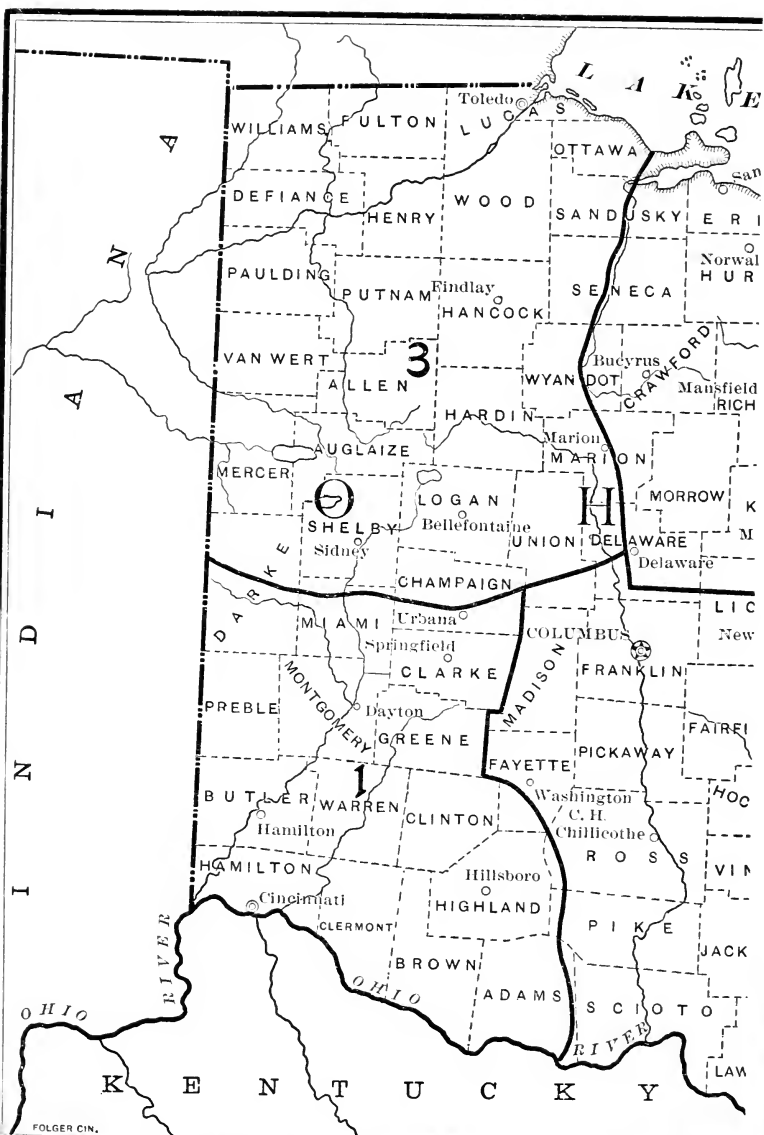 LAKE E
Toledo
LUCAS
WILLIAMS
FULTON
OTTAWA
San
DEFIANCE
HENRY
WOOD
SANDUSKY
ERI
Norwal
HUR
PAULDING
PUTNAM
Findlay
HANCOCK
SENECA
VAN WERT
ALLEN
3
WYANDOT
Bucyrus
CRAWFORD
Mansfield
RICH
HARDIN
Marion
MARION
AUGLAIZE
MERCER
LOGAN
Bellefontaine
MORROW
K
M
O H
SHELBY
Sidney
UNION
DELAWARE
Delaware
DARKE
CHAMPAIGN
LIC
New
MIAMI
Urbana
COLUMBUS
Springfield
CLARKE
MADISON
FRANKLIN
PREBLE
MONTGOMERY
Dayton
GREENE
FAIRFI
PICKAWAY
FAYETTE
Washington
C. H.
HOC
1
BUTLER
Hamilton
WARREN
CLINTON
Chillicothe
ROSS
VIN
HAMILTON
Cincinnati
Hillsboro
HIGHLAND
CLERMONT
PIKE
JACK
BROWN
ADAMS
SCIOTO
OHIO RIVER
OHIO RIVER
LAW
INDIANA
KENTUCKY
FOLGER CIN.